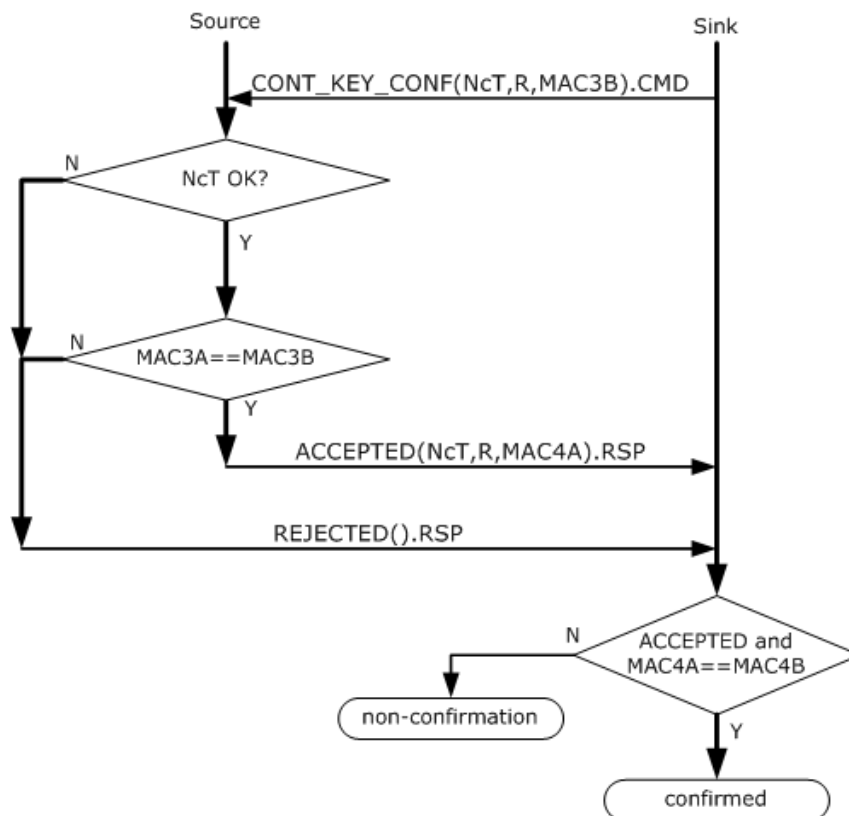 Source
Sink
CONT_KEY_CONF(NcT,R,MAC3B).CMD
N
NcT OK?
Y
N
MAC3A==MAC3B
Y
ACCEPTED(NcT,R,MAC4A).RSP
REJECTED().RSP
N
ACCEPTED and
MAC4A==MAC4B
non-confirmation
Y
confirmed